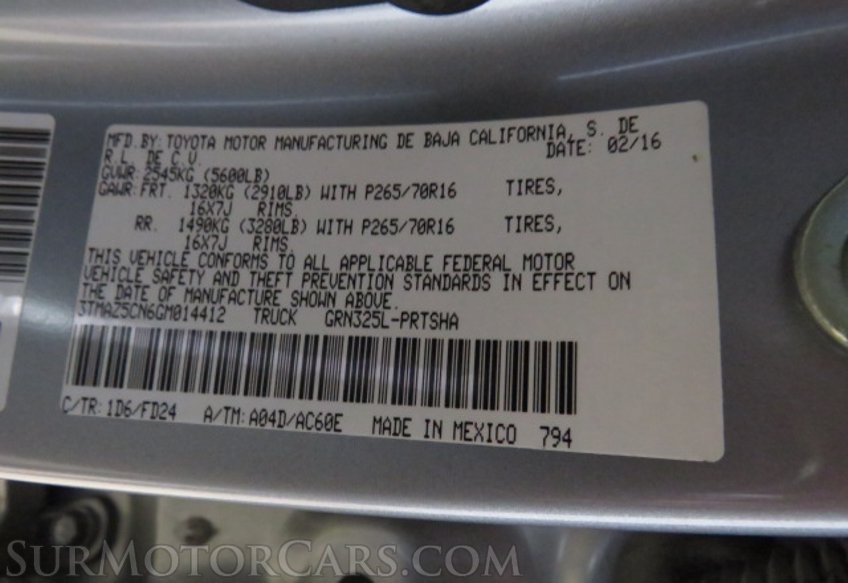 MFD.BY: TOYOTA MOTOR MANUFACTURING DE BAJA CALIFORNIA, S. DE
R.L. DE C.V. DATE: 02/16
GVWR: 2545KG (5600LB)
GAWR: FRT. 1320KG (2910LB) WITH P265/70R16 TIRES,
16X7J RIMS,
RR. 1490KG (3280LB) WITH P265/70R16 TIRES,
16X7J RIMS.
THIS VEHICLE CONFORMS TO ALL APPLICABLE FEDERAL MOTOR
VEHICLE SAFETY AND THEFT PREVENTION STANDARDS IN EFFECT ON
THE DATE OF MANUFACTURE SHOWN ABOVE.
3TMAZ5CN6GM014412 TRUCK GRN325L-PRTSHA
C/TR: 1D6/FD24 A/TM: A04D/AC60E MADE IN MEXICO 794
SURMOTORCARS.COM